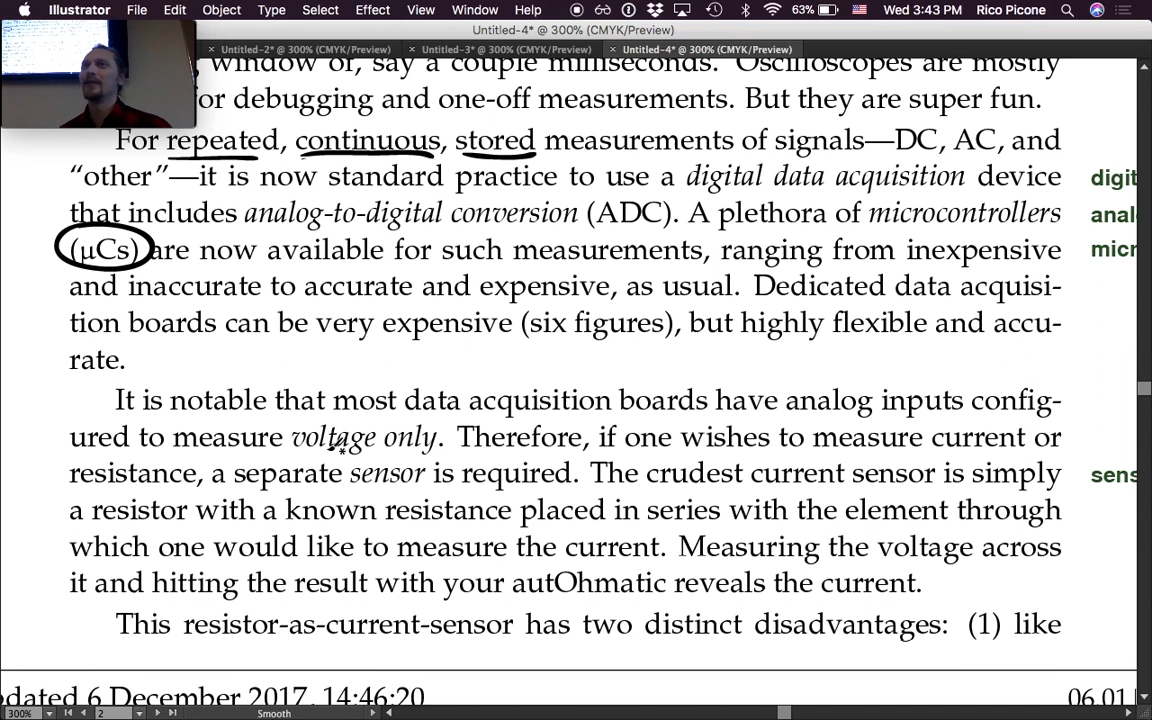 Illustrator File Edit Object Type Select Effect View Window Help 63% Wed 3:43 PM Rico Picone
Untitled-4* @ 300% (CMYK/Preview)
Untitled-2* @ 300% (CMYK/Preview) Untitled-3* @ 300% (CMYK/Preview) Untitled-4* @ 300% (CMYK/Preview)
window or, say a couple milliseconds. Oscilloscopes are mostly
for debugging and one-off measurements. But they are super fun.
For repeated, continuous, stored measurements of signals—DC, AC, and
“other”—it is now standard practice to use a digital data acquisition device digit
that includes analog-to-digital conversion (ADC). A plethora of microcontrollers anal
(μCs) are now available for such measurements, ranging from inexpensive micr
and inaccurate to accurate and expensive, as usual. Dedicated data acquisi-
tion boards can be very expensive (six figures), but highly flexible and accu-
rate.
It is notable that most data acquisition boards have analog inputs config-
ured to measure voltage only. Therefore, if one wishes to measure current or
resistance, a separate sensor is required. The crudest current sensor is simply sens
a resistor with a known resistance placed in series with the element through
which one would like to measure the current. Measuring the voltage across
it and hitting the result with your autOhmatic reveals the current.
This resistor-as-current-sensor has two distinct disadvantages: (1) like
dated 6 December 2017, 14:46:20 06.01
300% 2 Smooth